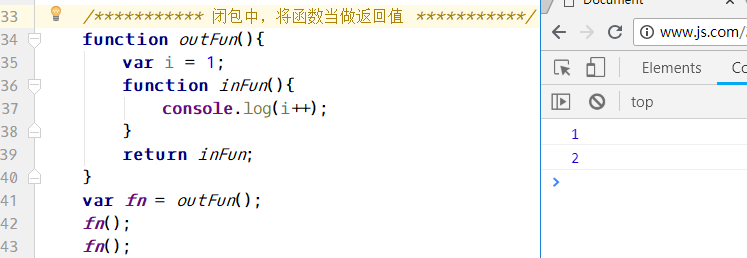 33 /*********** 闭包中，将函数当做返回值 ***********/
34 function outFun(){
35 var i = 1;
36 function inFun(){
37 console.log(i++);
38 }
39 return inFun;
40 }
41 var fn = outFun();
42 fn();
43 fn();
Document
www.js.com/
Elements
top
1
2